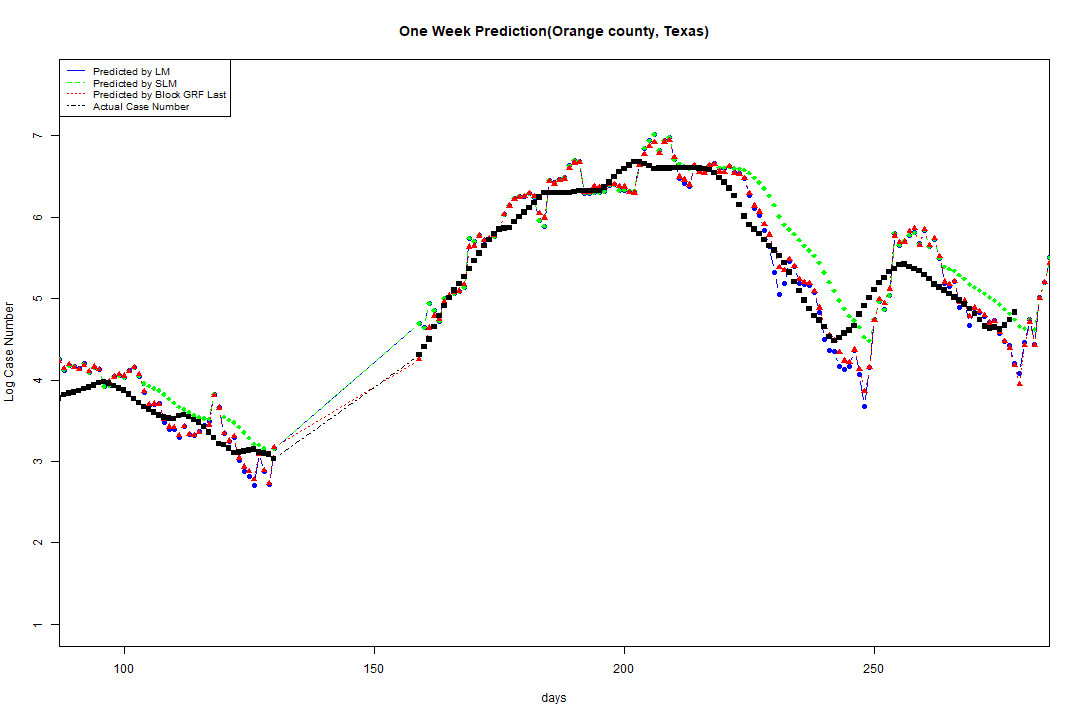 One Week Prediction(Orange county, Texas)
Predicted by LM
Predicted by SLM
Predicted by Block GRF Last
Actual Case Number
7
6
5
4
3
2
1
Log Case Number
100 150 200 250
days